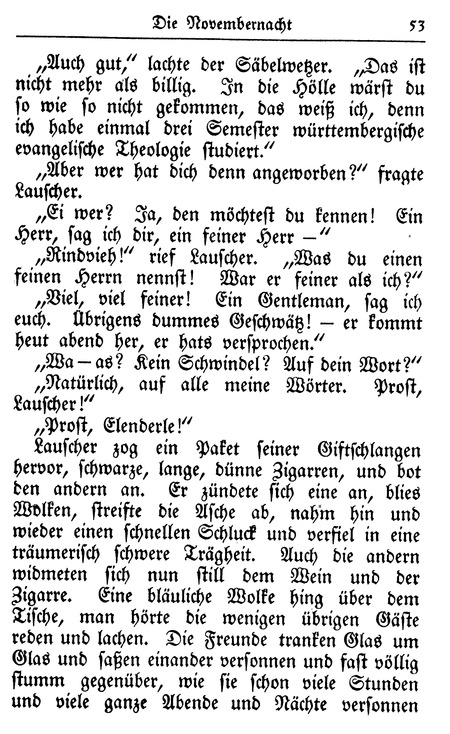 Die Novembernacht 53
„Auch gut,“ lachte der Säbelwetzer. „Das ist
nicht mehr als billig. In die Hölle wärst du
so wie so nicht gekommen, das weiß ich, denn
ich habe einmal drei Semester württembergische
evangelische Theologie studiert.“
„Aber wer hat dich denn angeworben?“ fragte
Lauscher.
„Ei wer? Ja, den möchtest du kennen! Ein
Herr, sag ich dir, ein feiner Herr —“
„Rindvieh!“ rief Lauscher. „Was du einen
feinen Herrn nennst! War er feiner als ich?“
„Viel, viel feiner! Ein Gentleman, sag ich
euch. Übrigens dummes Geschwätz! — er kommt
heut abend her, er hats versprochen.“
„Wa—as? Kein Schwindel? Auf dein Wort?“
„Natürlich, auf alle meine Wörter. Prost,
Lauscher!“
„Prost, Elenderle!“
Lauscher zog ein Paket seiner Giftschlangen
hervor, schwarze, lange, dünne Zigarren, und bot
den andern an. Er zündete sich eine an, blies
Wolken, streifte die Asche ab, nahm hin und
wieder einen schnellen Schluck und verfiel in eine
träumerisch schwere Trägheit. Auch die andern
widmeten sich nun still dem Wein und der
Zigarre. Eine bläuliche Wolke hing über dem
Tische, man hörte die wenigen übrigen Gäste
reden und lachen. Die Freunde tranken Glas um
Glas und saßen einander versonnen und fast völlig
stumm gegenüber, wie sie schon viele Stunden
und viele ganze Abende und Nächte versonnen